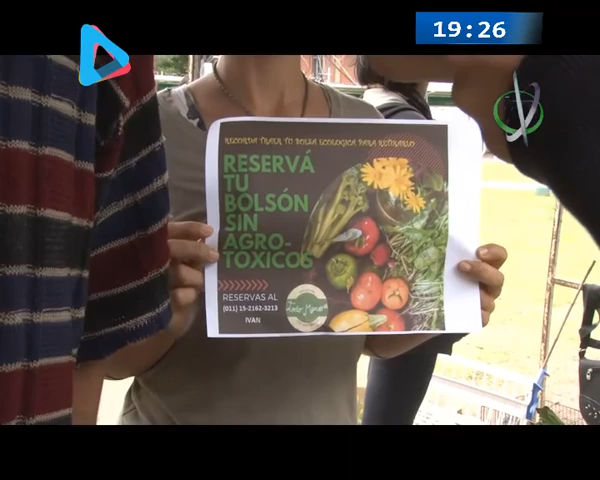 19:26
RECORDÁ TRAER TU BOLSA ECOLÓGICA PARA RETIRARLO
RESERVÁ
TU
BOLSÓN
SIN
AGRO-
TOXICOS
RESERVAS AL
(011) 15-2162-3213
IVAN